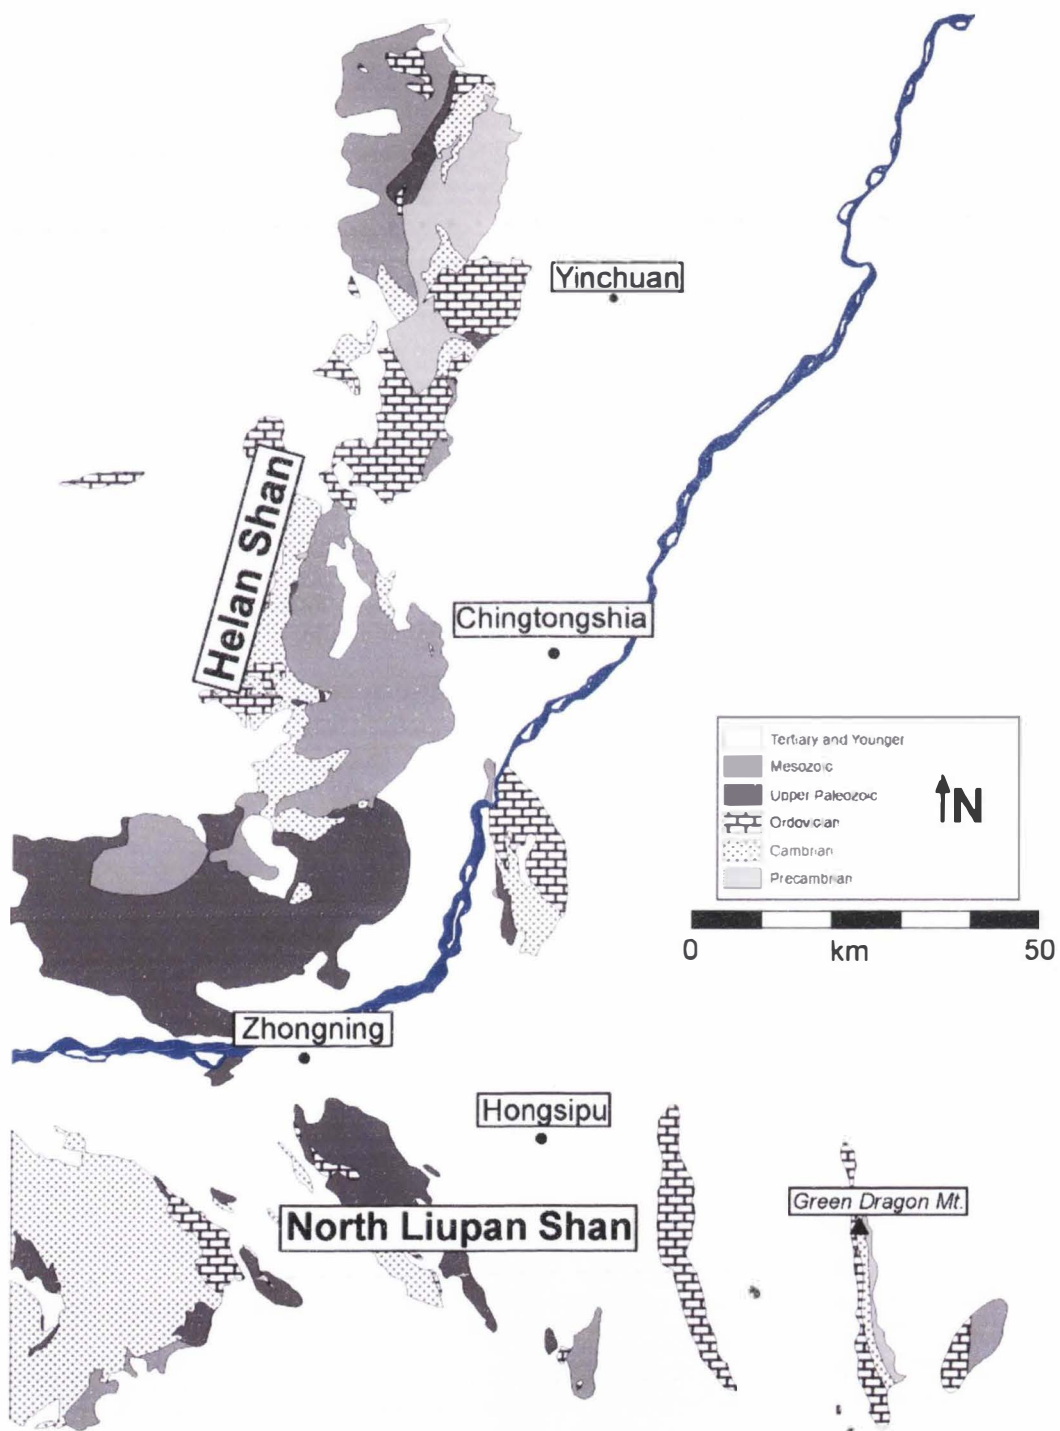 Yinchuan
Helan Shan
Chingtongshia
Tertiary and Younger
Mesozoic
Upper Paleozoic
Ordovician
Cambrian
Precambrian
N
0 km 50
Zhongning
Hongsipu
Green Dragon Mt.
North Liupan Shan